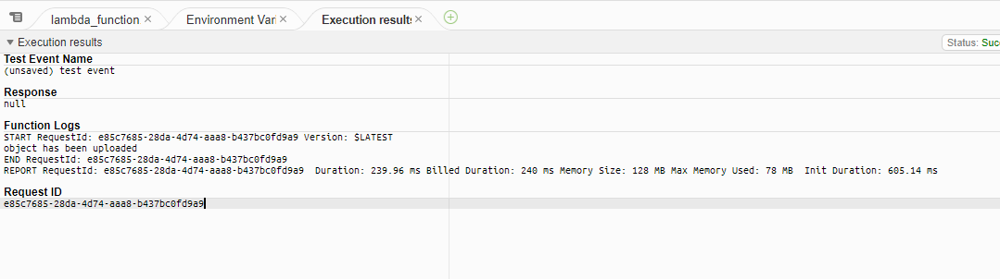 lambda_function
Environment Var
Execution results
Execution results
Status: Succ
Test Event Name
(unsaved) test event
Response
null
Function Logs
START RequestId: e85c7685-28da-4d74-aaa8-b437bc0fd9a9 Version: $LATEST
object has been uploaded
END RequestId: e85c7685-28da-4d74-aaa8-b437bc0fd9a9
REPORT RequestId: e85c7685-28da-4d74-aaa8-b437bc0fd9a9 Duration: 239.96 ms Billed Duration: 240 ms Memory Size: 128 MB Max Memory Used: 78 MB Init Duration: 605.14 ms
Request ID
e85c7685-28da-4d74-aaa8-b437bc0fd9a9